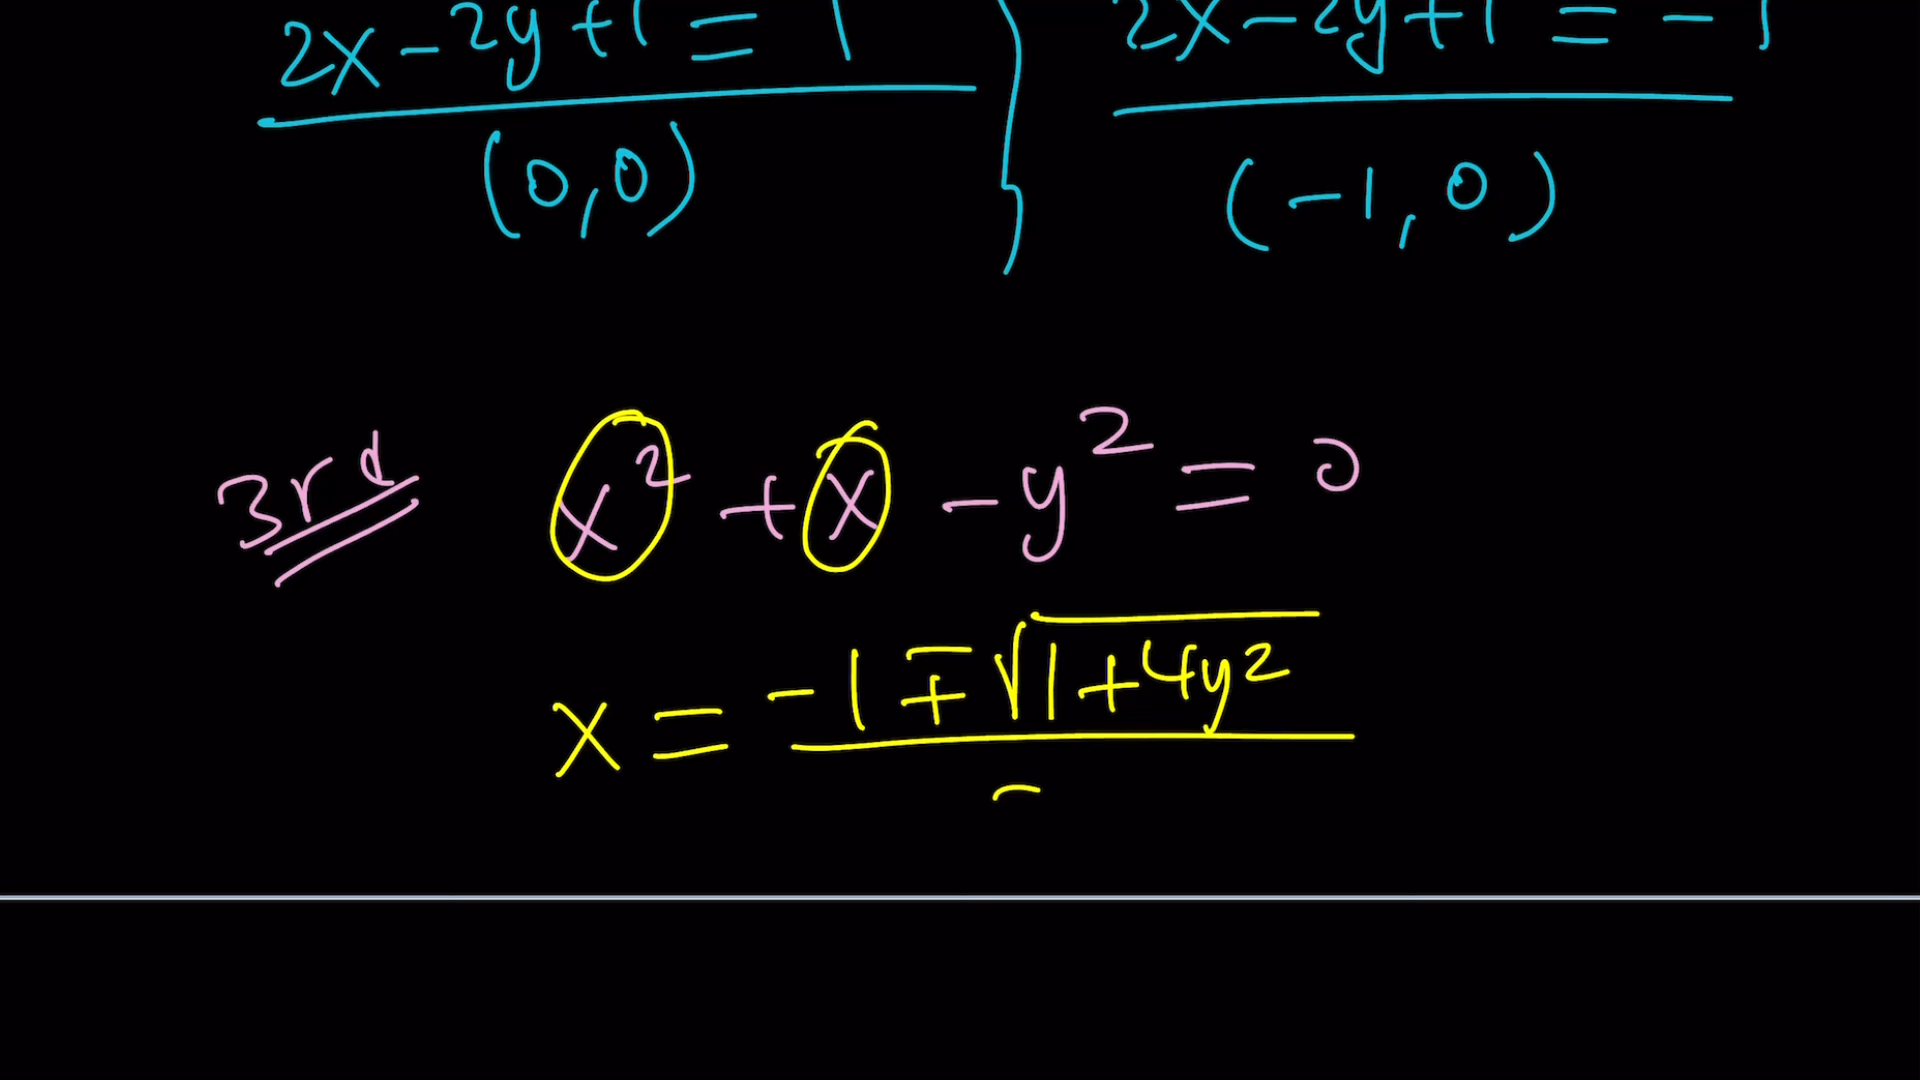 2x-2y+1=1 } 2x-2y+1=-1
(0,0) (-1,0)
3rd x²+x-y²=0
x=(-1∓√(1+4y²))/